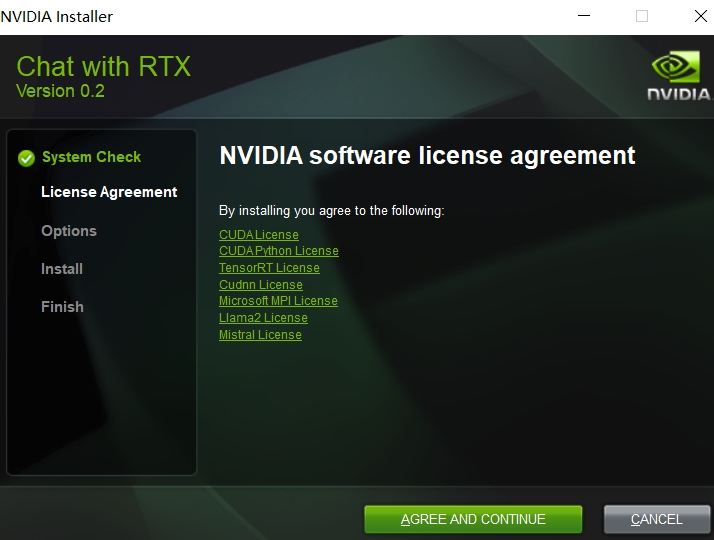 NVIDIA Installer
Chat with RTX
Version 0.2
NVIDIA
System Check
License Agreement
Options
Install
Finish
NVIDIA software license agreement
By installing you agree to the following:
CUDA License
CUDA Python License
TensorRT License
Cudnn License
Microsoft MPI License
Llama2 License
Mistral License
AGREE AND CONTINUE
CANCEL